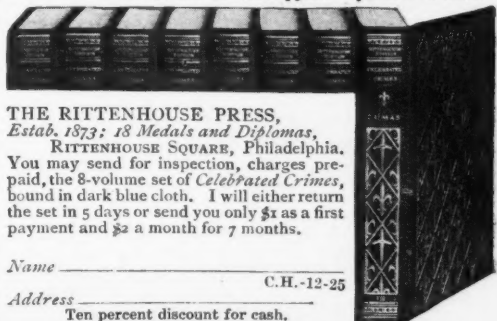 CELEBRATED
CRIMES
DUMAS
THE RITTENHOUSE PRESS,
Estab. 1873; 18 Medals and Diplomas,
RITTENHOUSE SQUARE, Philadelphia.
You may send for inspection, charges pre-
paid, the 8-volume set of Celebrated Crimes,
bound in dark blue cloth. I will either return
the set in 5 days or send you only $1 as a first
payment and $2 a month for 7 months.
Name
C.H.-12-25
Address
Ten percent discount for cash.